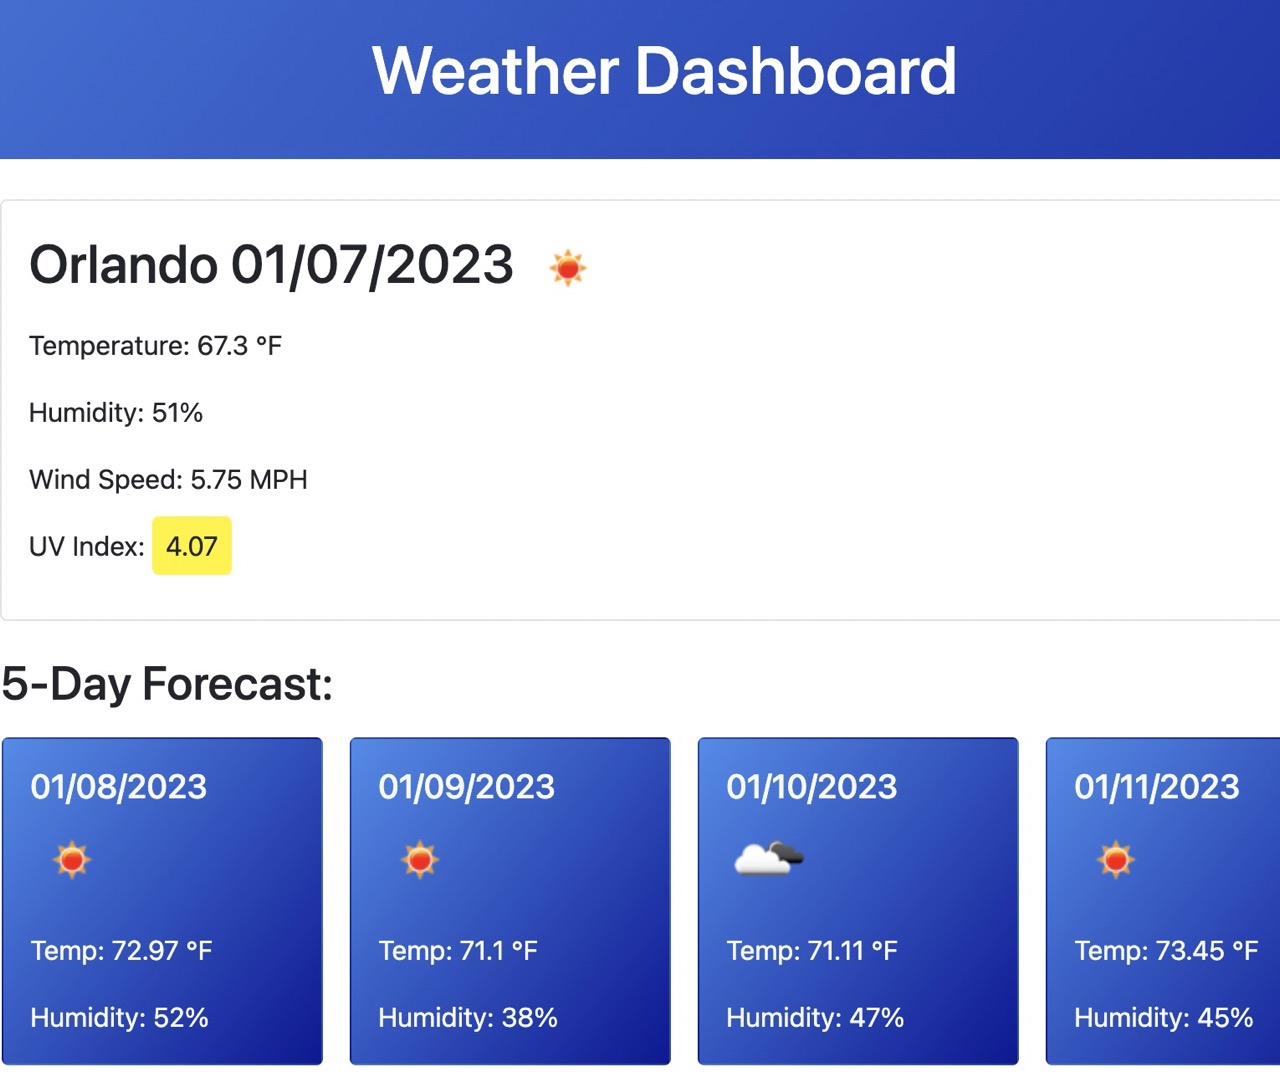 Weather Dashboard
Orlando 01/07/2023
Temperature: 67.3 °F
Humidity: 51%
Wind Speed: 5.75 MPH
UV Index: 4.07
5-Day Forecast:
01/08/2023
Temp: 72.97 °F
Humidity: 52%
01/09/2023
Temp: 71.1 °F
Humidity: 38%
01/10/2023
Temp: 71.11 °F
Humidity: 47%
01/11/2023
Temp: 73.45 °F
Humidity: 45%